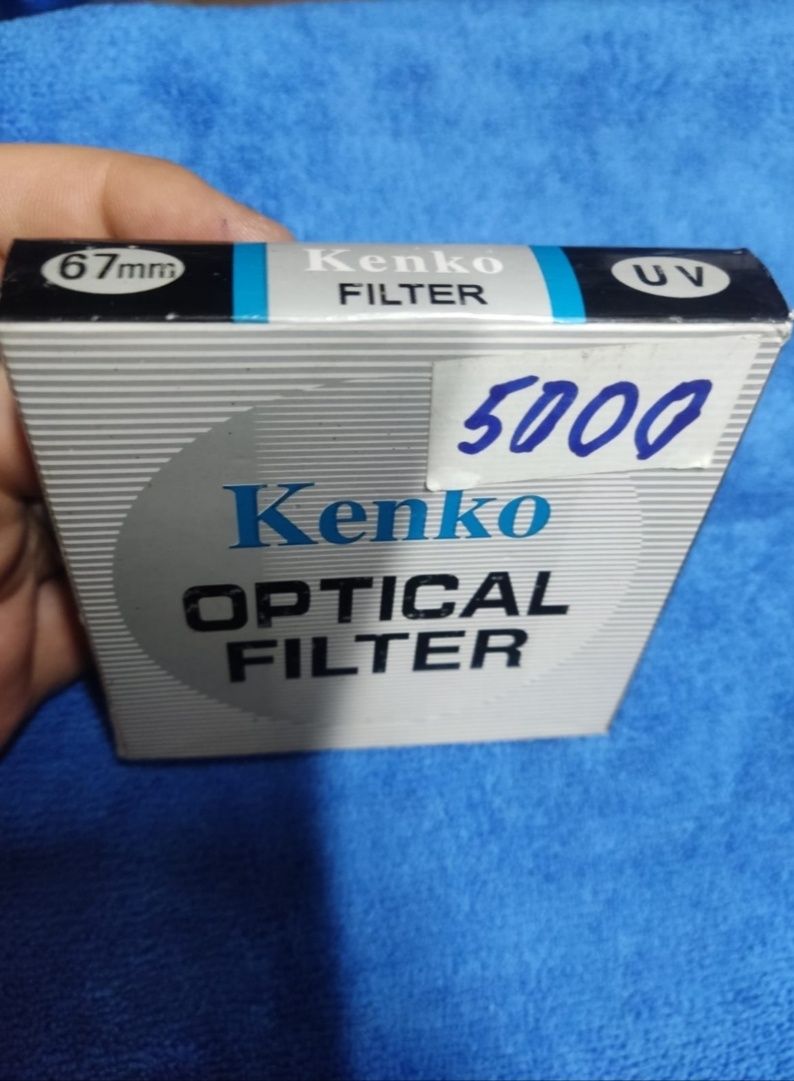 67mm
Kenko
FILTER
UV
5000
Kenko
OPTICAL
FILTER